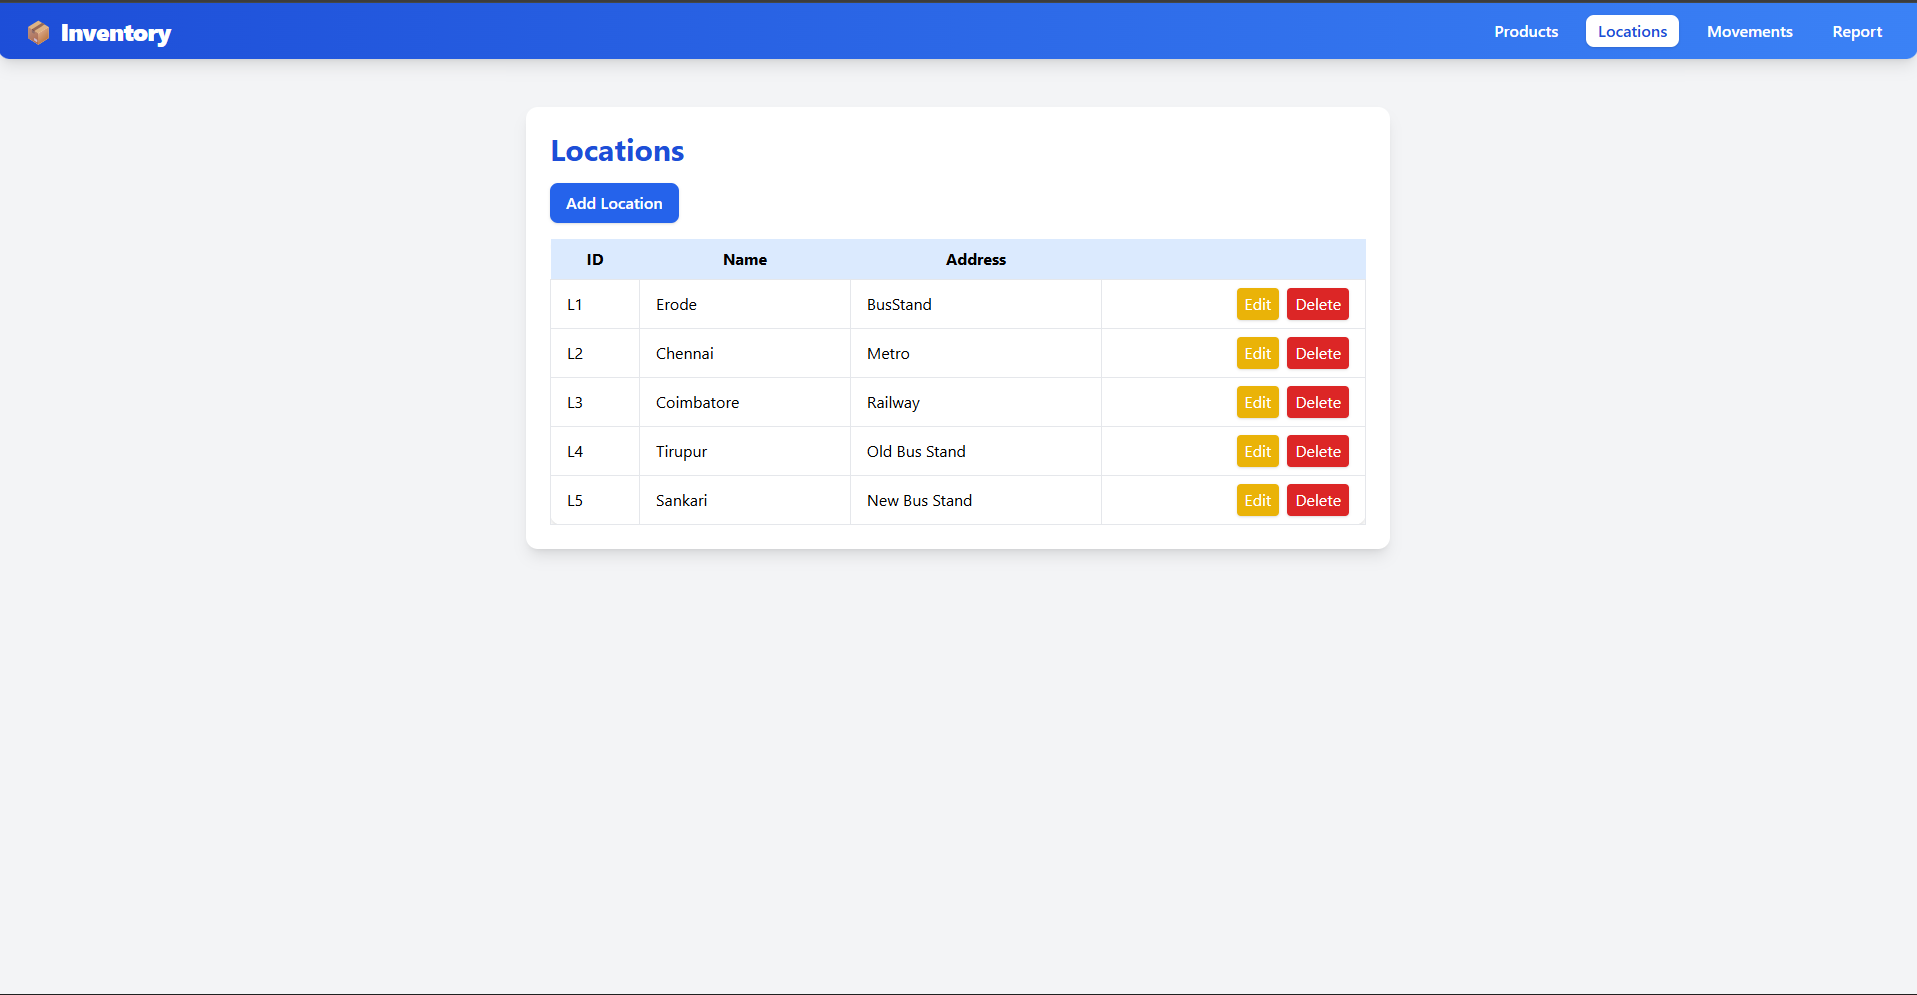 Inventory
Products Locations Movements Report
Locations
Add Location
ID Name Address
L1 Erode BusStand Edit Delete
L2 Chennai Metro Edit Delete
L3 Coimbatore Railway Edit Delete
L4 Tirupur Old Bus Stand Edit Delete
L5 Sankari New Bus Stand Edit Delete